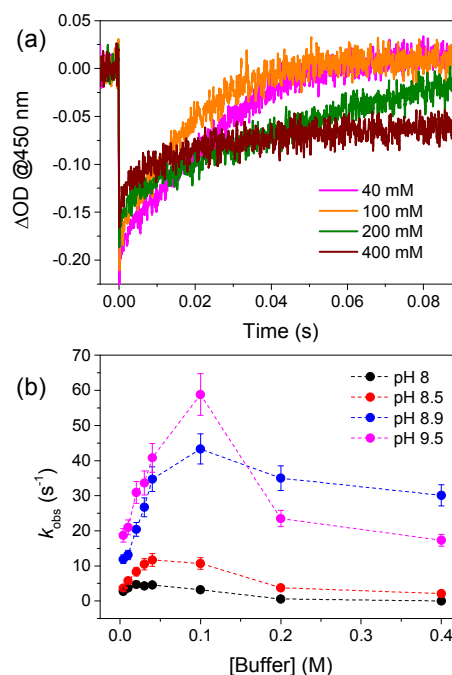 (a)
ΔOD @450 nm
0.00
-0.05
-0.10
-0.15
-0.20
40 mM
100 mM
200 mM
400 mM
0.00 0.02 0.04 0.06 0.08
Time (s)
(b)
k_obs (s⁻¹)
70
60
50
40
30
20
10
0
pH 8
pH 8.5
pH 8.9
pH 9.5
0.0 0.1 0.2 0.3 0.4
[Buffer] (M)